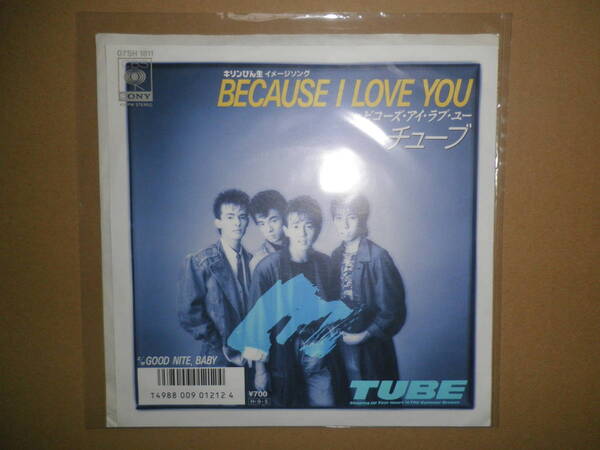 07SH 1811
SONY
キリンびん生 イメージソング
BECAUSE I LOVE YOU
ビコーズ・アイ・ラブ・ユー
チューブ
GOOD NITE, BABY
T4988 009 01212 4
¥700
TUBE